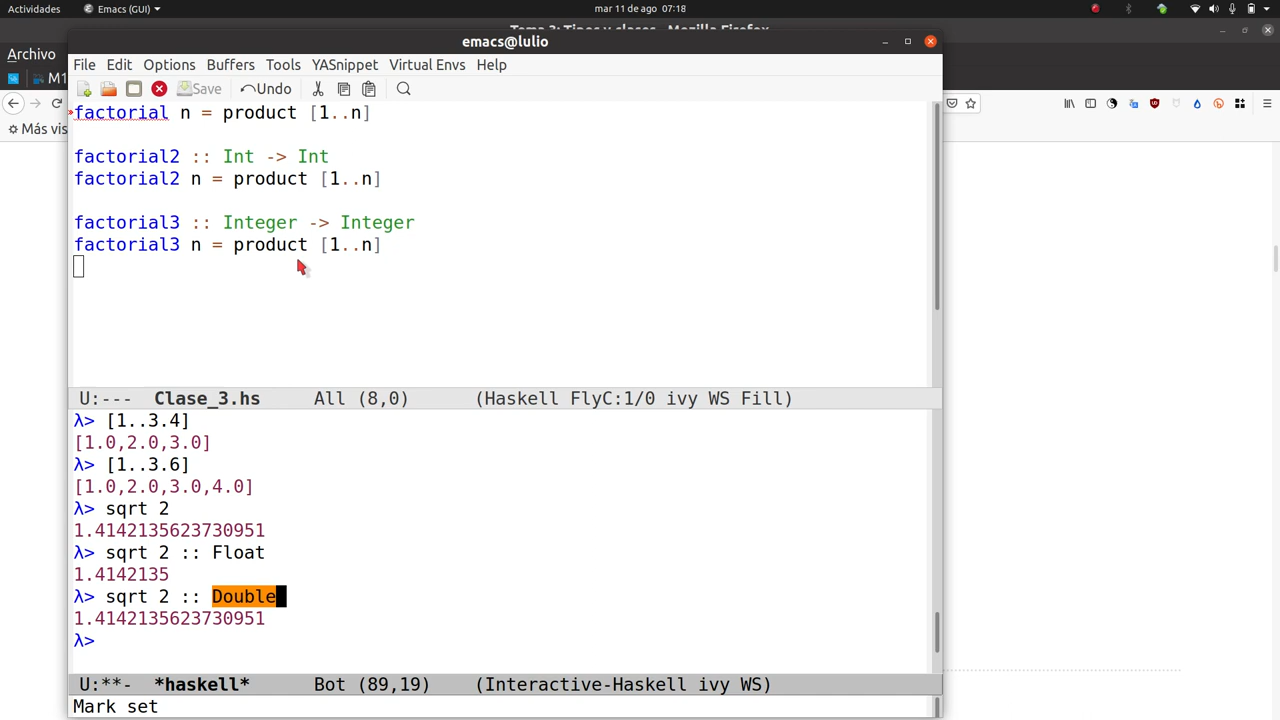 Actividades Emacs (GUI) mar 11 de ago 07:18
emacs@lulio
Archivo
File Edit Options Buffers Tools YASnippet Virtual Envs Help
M1
Save Undo
Más vis
factorial n = product [1..n]
factorial2 :: Int -> Int
factorial2 n = product [1..n]
factorial3 :: Integer -> Integer
factorial3 n = product [1..n]
U:--- Clase_3.hs All (8,0) (Haskell FlyC:1/0 ivy WS Fill)
λ> [1..3.4]
[1.0,2.0,3.0]
λ> [1..3.6]
[1.0,2.0,3.0,4.0]
λ> sqrt 2
1.4142135623730951
λ> sqrt 2 :: Float
1.4142135
λ> sqrt 2 :: Double
1.4142135623730951
λ>
U:**- *haskell* Bot (89,19) (Interactive-Haskell ivy WS)
Mark set